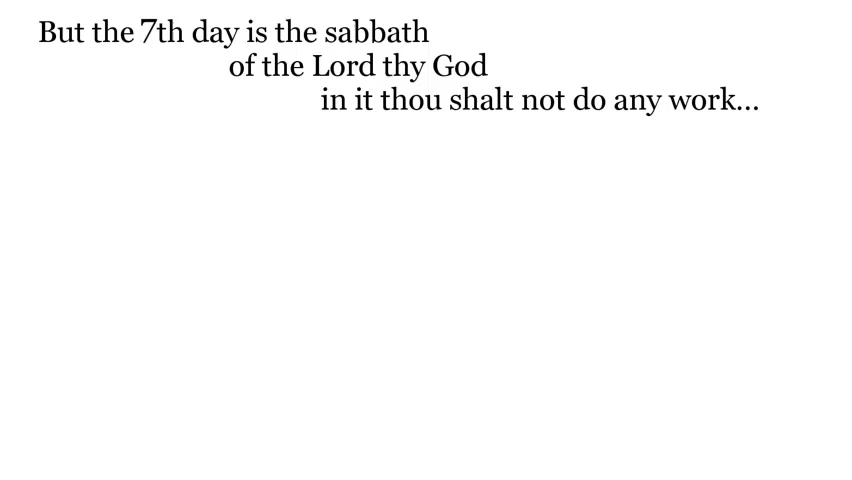 But the 7th day is the sabbath
of the Lord thy God
in it thou shalt not do any work...